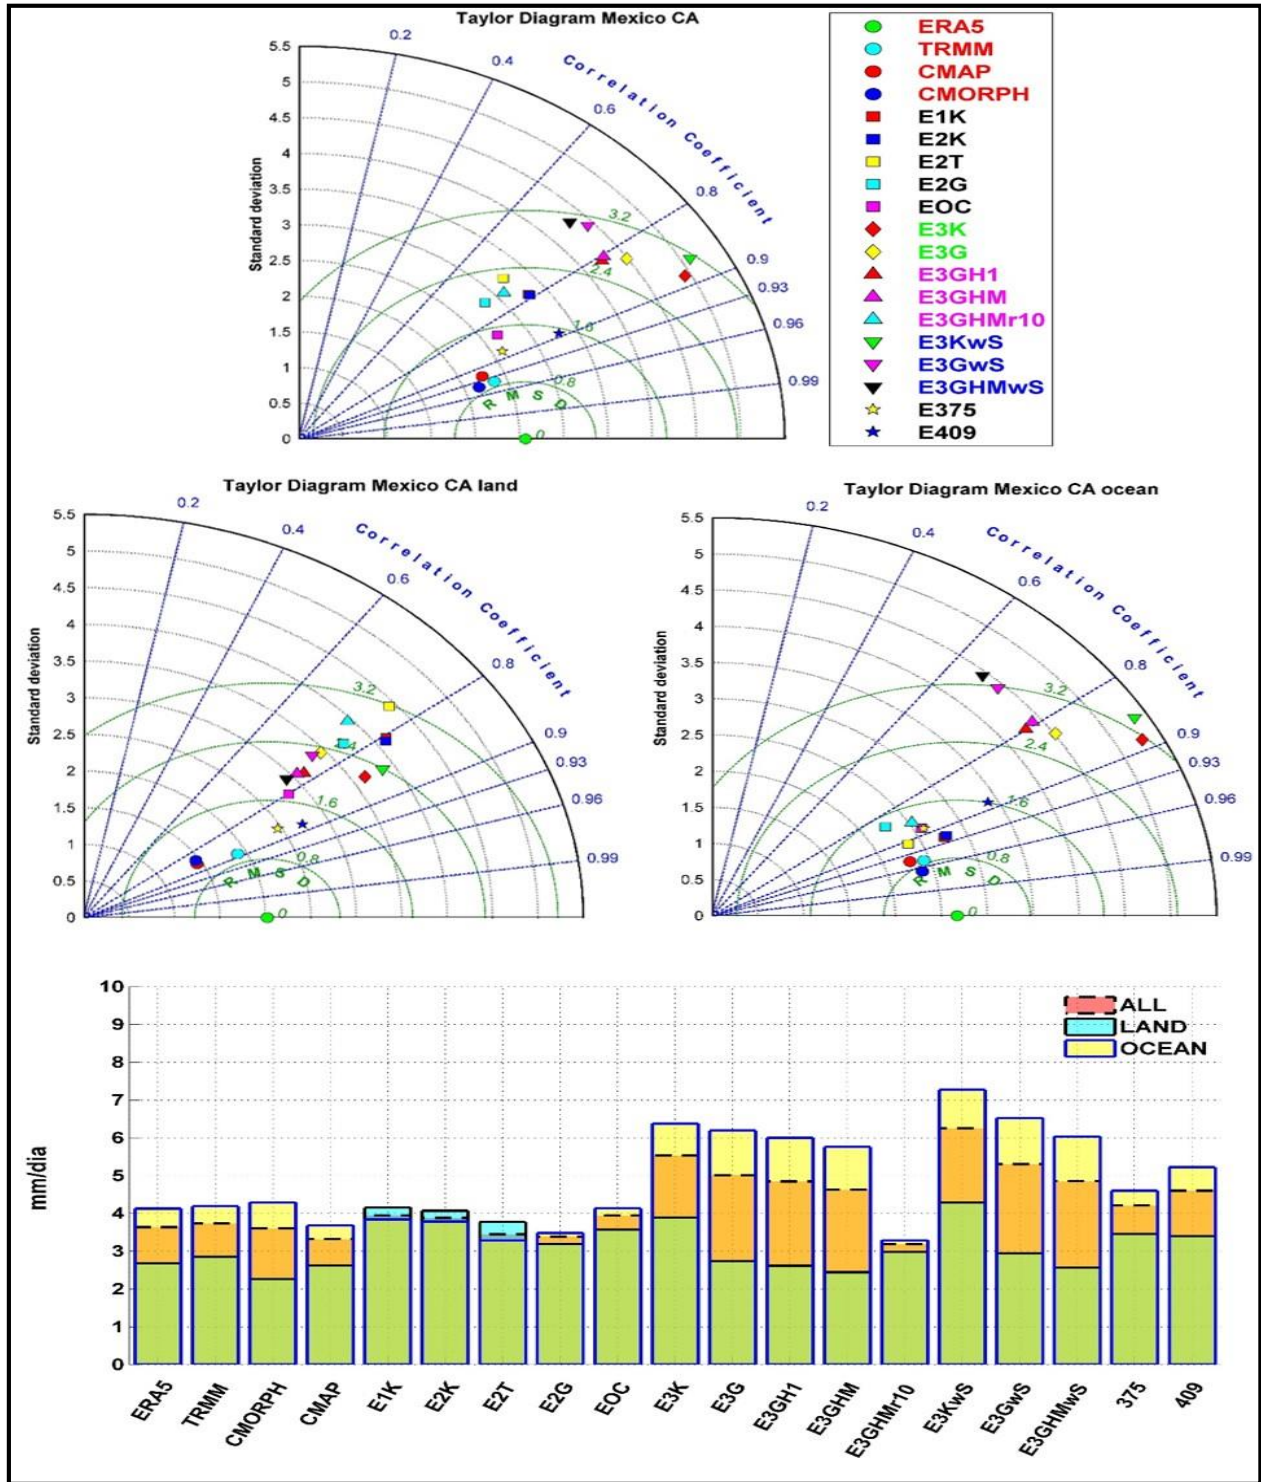 Taylor Diagram Mexico CA
Standard deviation
5.5
5
4.5
4
3.5
3
2.5
2
1.5
1
0.5
0
0.2
0.4
0.6
0.8
0.9
0.93
0.96
0.99
Correlation Coefficient
3.2
2.4
1.6
0.8
0
RMSD
ERA5
TRMM
CMAP
CMORPH
E1K
E2K
E2T
E2G
EOC
E3K
E3G
E3GH1
E3GHM
E3GHMr10
E3KwS
E3GwS
E3GHMwS
E375
E409
Taylor Diagram Mexico CA land
Standard deviation
5.5
5
4.5
4
3.5
3
2.5
2
1.5
1
0.5
0
0.2
0.4
0.6
0.8
0.9
0.93
0.96
0.99
Correlation Coefficient
3.2
1.6
0.8
0
RMSD
Taylor Diagram Mexico CA ocean
Standard deviation
5.5
5
4.5
4
3.5
3
2.5
2
1.5
1
0.5
0
0.2
0.4
0.6
0.8
0.9
0.93
0.96
0.99
Correlation Coefficient
3.2
2.4
1.6
0.8
0
RMSD
mm/dia
10
9
8
7
6
5
4
3
2
1
0
ALL
LAND
OCEAN
ERA5
TRMM
CMORPH
CMAP
E1K
E2K
E2T
E2G
EOC
E3K
E3G
E3GH1
E3GHM
E3GHMr10
E3KwS
E3GwS
E3GHMwS
375
409